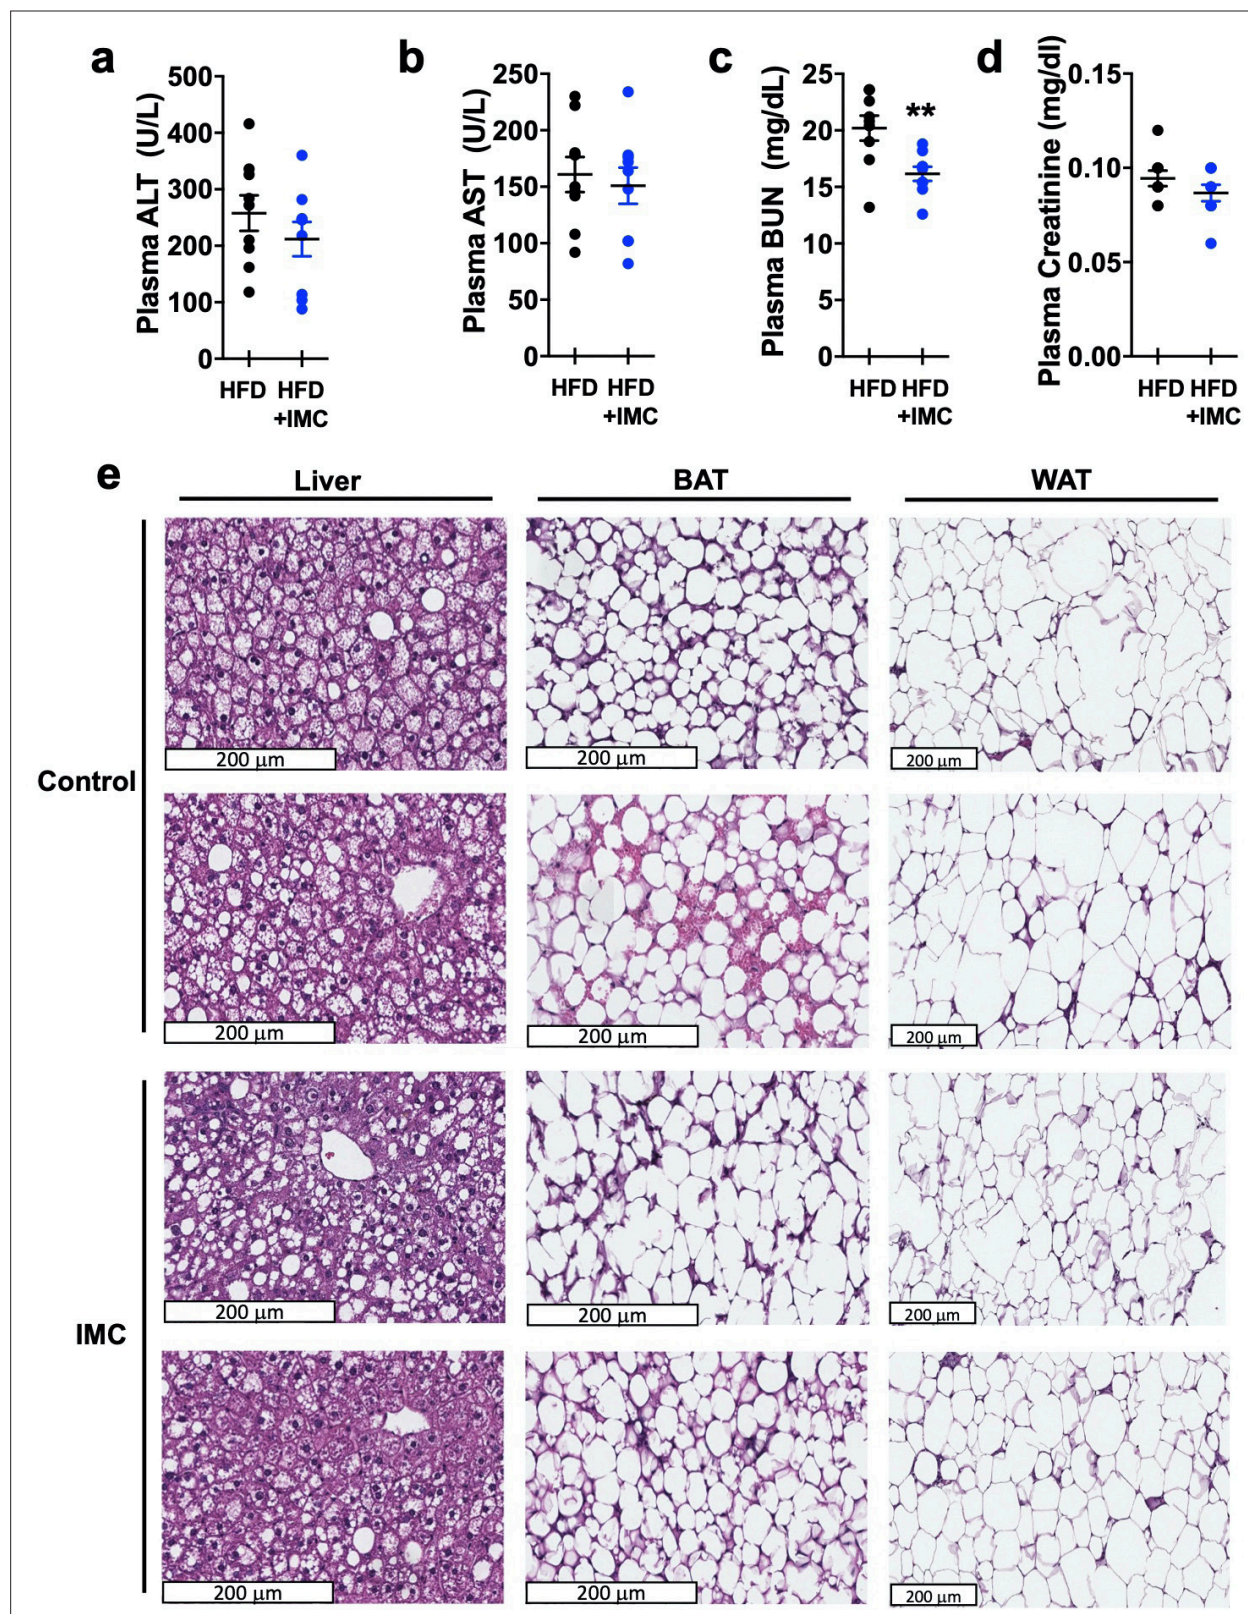 a
Plasma ALT (U/L)
500
400
300
200
100
0
HFD HFD
+IMC
b
Plasma AST (U/L)
250
200
150
100
50
0
HFD HFD
+IMC
c
Plasma BUN (mg/dL)
25
20
15
10
5
0
**
HFD HFD
+IMC
d
Plasma Creatinine (mg/dl)
0.15
0.10
0.05
0.00
HFD HFD
+IMC
e
Liver BAT WAT
Control
200 μm 200 μm 200 μm
200 μm 200 μm 200 μm
IMC
200 μm 200 μm 200 μm
200 μm 200 μm 200 μm